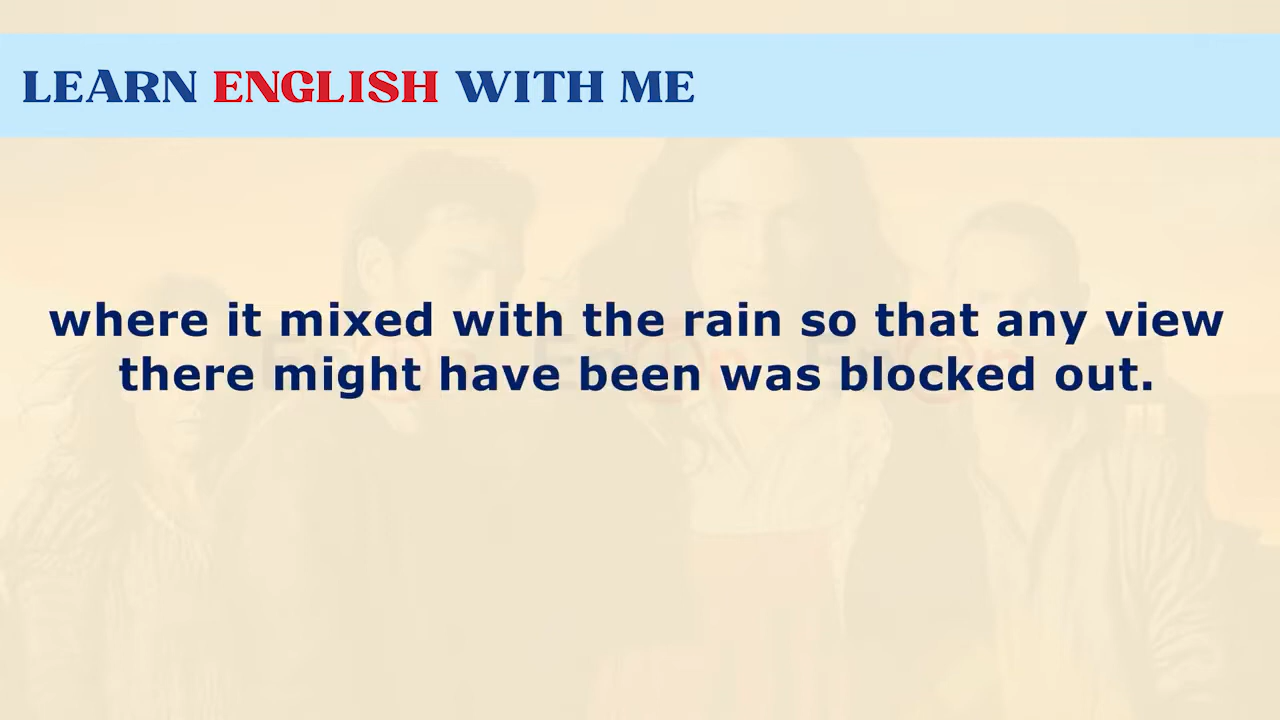 LEARN ENGLISH WITH ME
where it mixed with the rain so that any view
there might have been was blocked out.